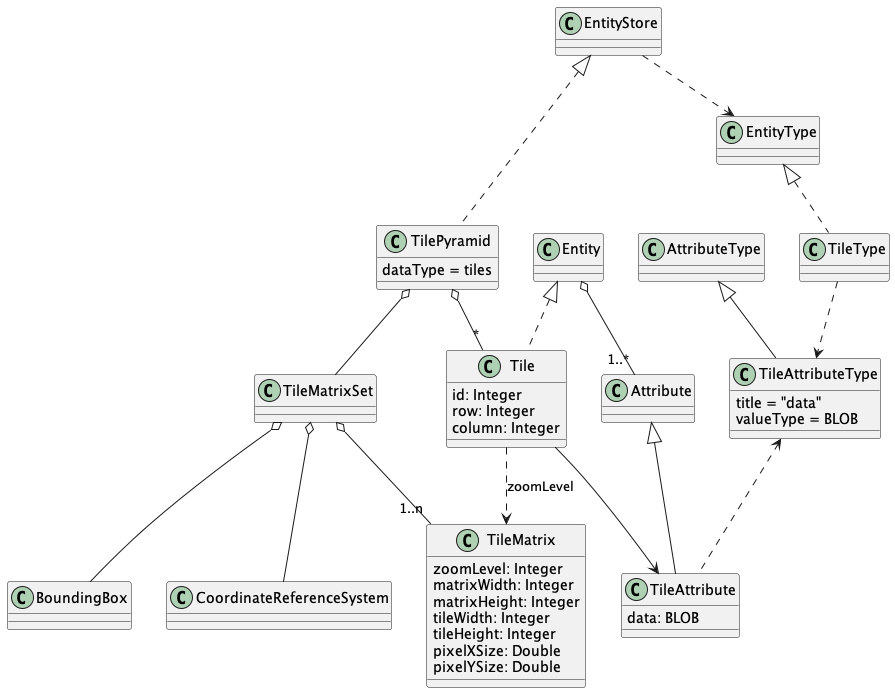 C EntityStore
C EntityType
C TilePyramid
dataType = tiles
C Entity
C AttributeType
C TileType
*
1..*
C TileMatrixSet
C Tile
id: Integer
row: Integer
column: Integer
C Attribute
C TileAttributeType
title = "data"
valueType = BLOB
zoomLevel
1..n
C BoundingBox
C CoordinateReferenceSystem
C TileMatrix
zoomLevel: Integer
matrixWidth: Integer
matrixHeight: Integer
tileWidth: Integer
tileHeight: Integer
pixelXSize: Double
pixelYSize: Double
C TileAttribute
data: BLOB